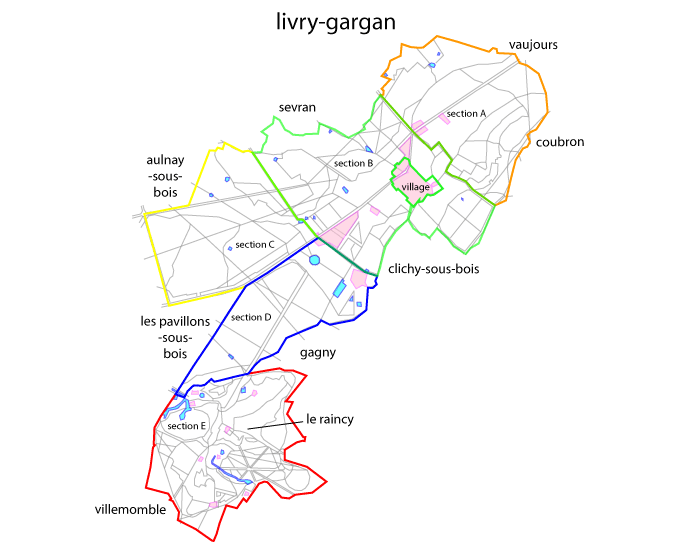 livry-gargan
vaujours
sevran
section A
coubron
aulnay
-sous-
bois
section B
village
section C
clichy-sous-bois
les pavillons
-sous-
bois
section D
gagny
section E
le raincy
villemomble